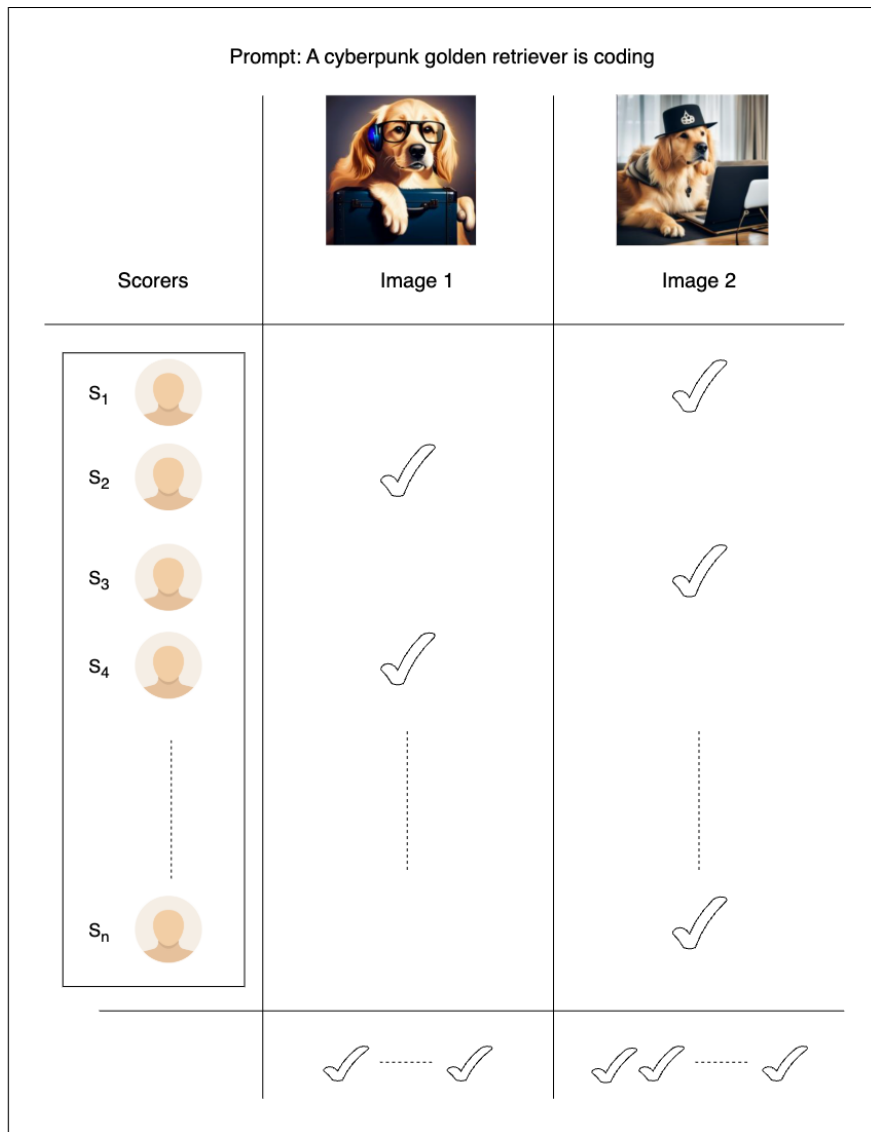 Prompt: A cyberpunk golden retriever is coding
Scorers
Image 1
Image 2
S1
S2
S3
S4
Sn